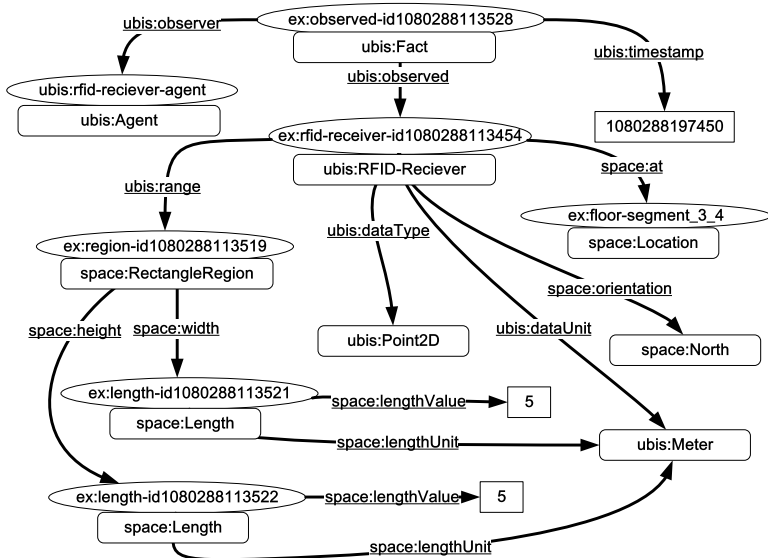 ex:observed-id1080288113528
ubis:observer
ubis:Fact
ubis:timestamp
ubis:observed
ubis:rfid-reciever-agent
ubis:Agent
1080288197450
ex:rfid-receiver-id1080288113454
ubis:RFID-Reciever
space:at
ubis:range
ex:floor-segment_3_4
space:Location
ubis:dataType
ex:region-id1080288113519
space:RectangleRegion
space:orientation
space:height
space:width
ubis:dataUnit
ubis:Point2D
space:North
ex:length-id1080288113521
space:lengthValue
5
space:Length
space:lengthUnit
ubis:Meter
ex:length-id1080288113522
space:lengthValue
5
space:Length
space:lengthUnit